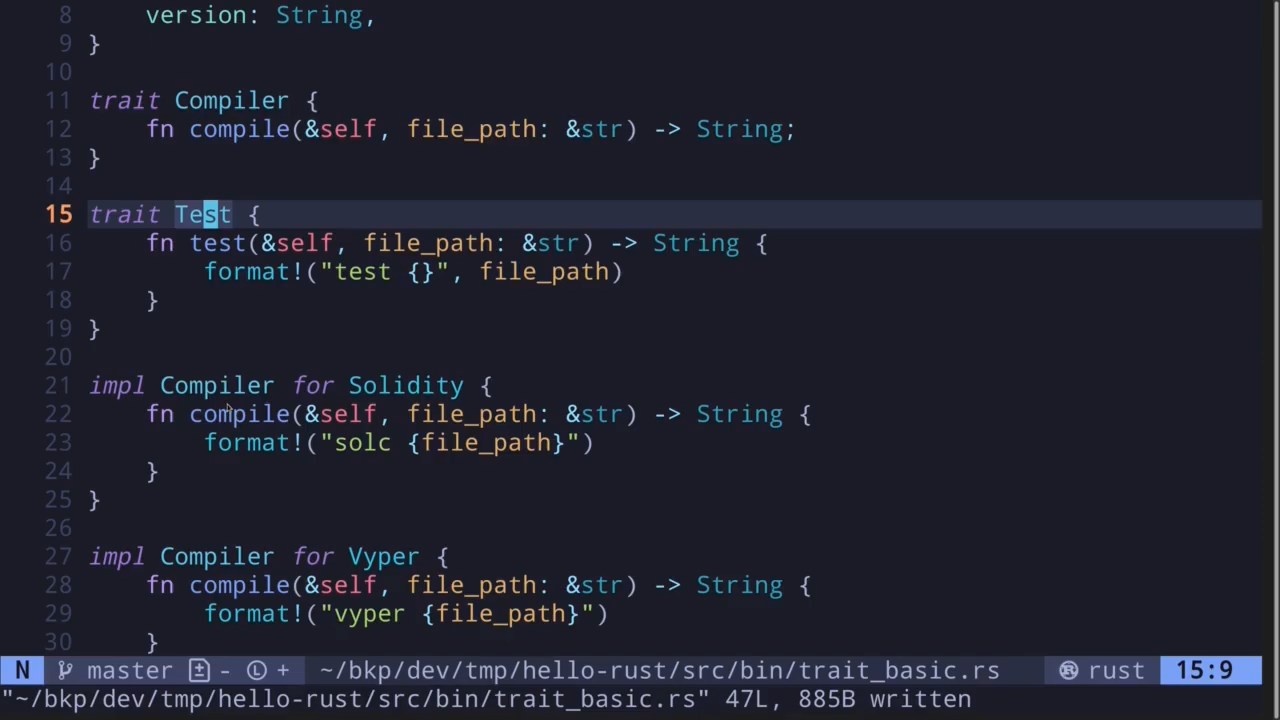 8     version: String,
9 }
10
11 trait Compiler {
12     fn compile(&self, file_path: &str) -> String;
13 }
14
15 trait Test {
16     fn test(&self, file_path: &str) -> String {
17         format!("test {}", file_path)
18     }
19 }
20
21 impl Compiler for Solidity {
22     fn compile(&self, file_path: &str) -> String {
23         format!("solc {file_path}")
24     }
25 }
26
27 impl Compiler for Vyper {
28     fn compile(&self, file_path: &str) -> String {
29         format!("vyper {file_path}")
30     }
N master - L + ~/bkp/dev/tmp/hello-rust/src/bin/trait_basic.rs rust 15:9
"~/bkp/dev/tmp/hello-rust/src/bin/trait_basic.rs" 47L, 885B written